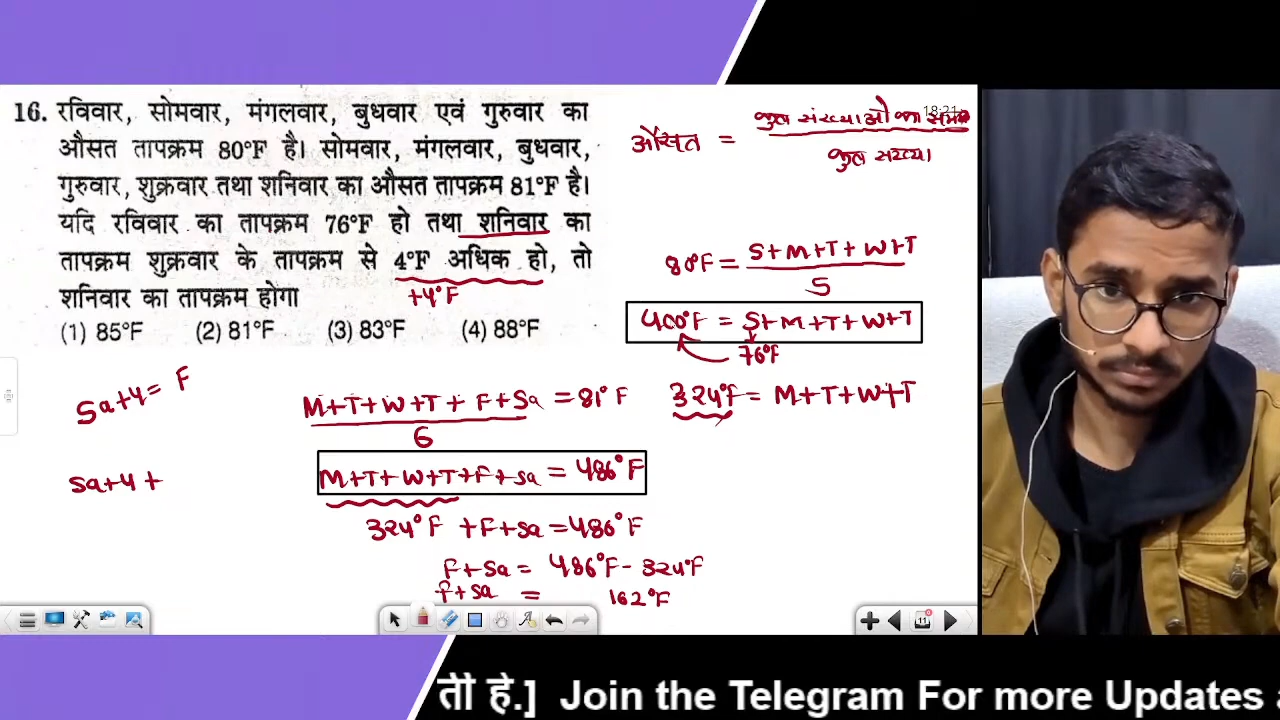 16. रविवार, सोमवार, मंगलवार, बुधवार एवं गुरुवार का
औसत तापक्रम 80°F है। सोमवार, मंगलवार, बुधवार,
गुरुवार, शुक्रवार तथा शनिवार का औसत तापक्रम 81°F है।
यदि रविवार का तापक्रम 76°F हो तथा शनिवार का
तापक्रम शुक्रवार के तापक्रम से 4°F अधिक हो, तो
+4°F
शनिवार का तापक्रम होगा
(1) 85°F (2) 81°F (3) 83°F (4) 88°F
18:21
औसत = कुल संख्याओ का
कुल संख्या
80°F = S+M+T+W+T
5
400°F = S+M+T+W+T
76°F
324°F = M+T+W+T
Sa+4 = F
Sa+4+
M+T+W+T+F+Sa = 81°F
6
M+T+W+T+F+Sa = 486°F
324°F +F+Sa = 486°F
F+Sa = 486°F - 324°F
F+Sa = 162°F
11
ती है.] Join the Telegram For more Updates